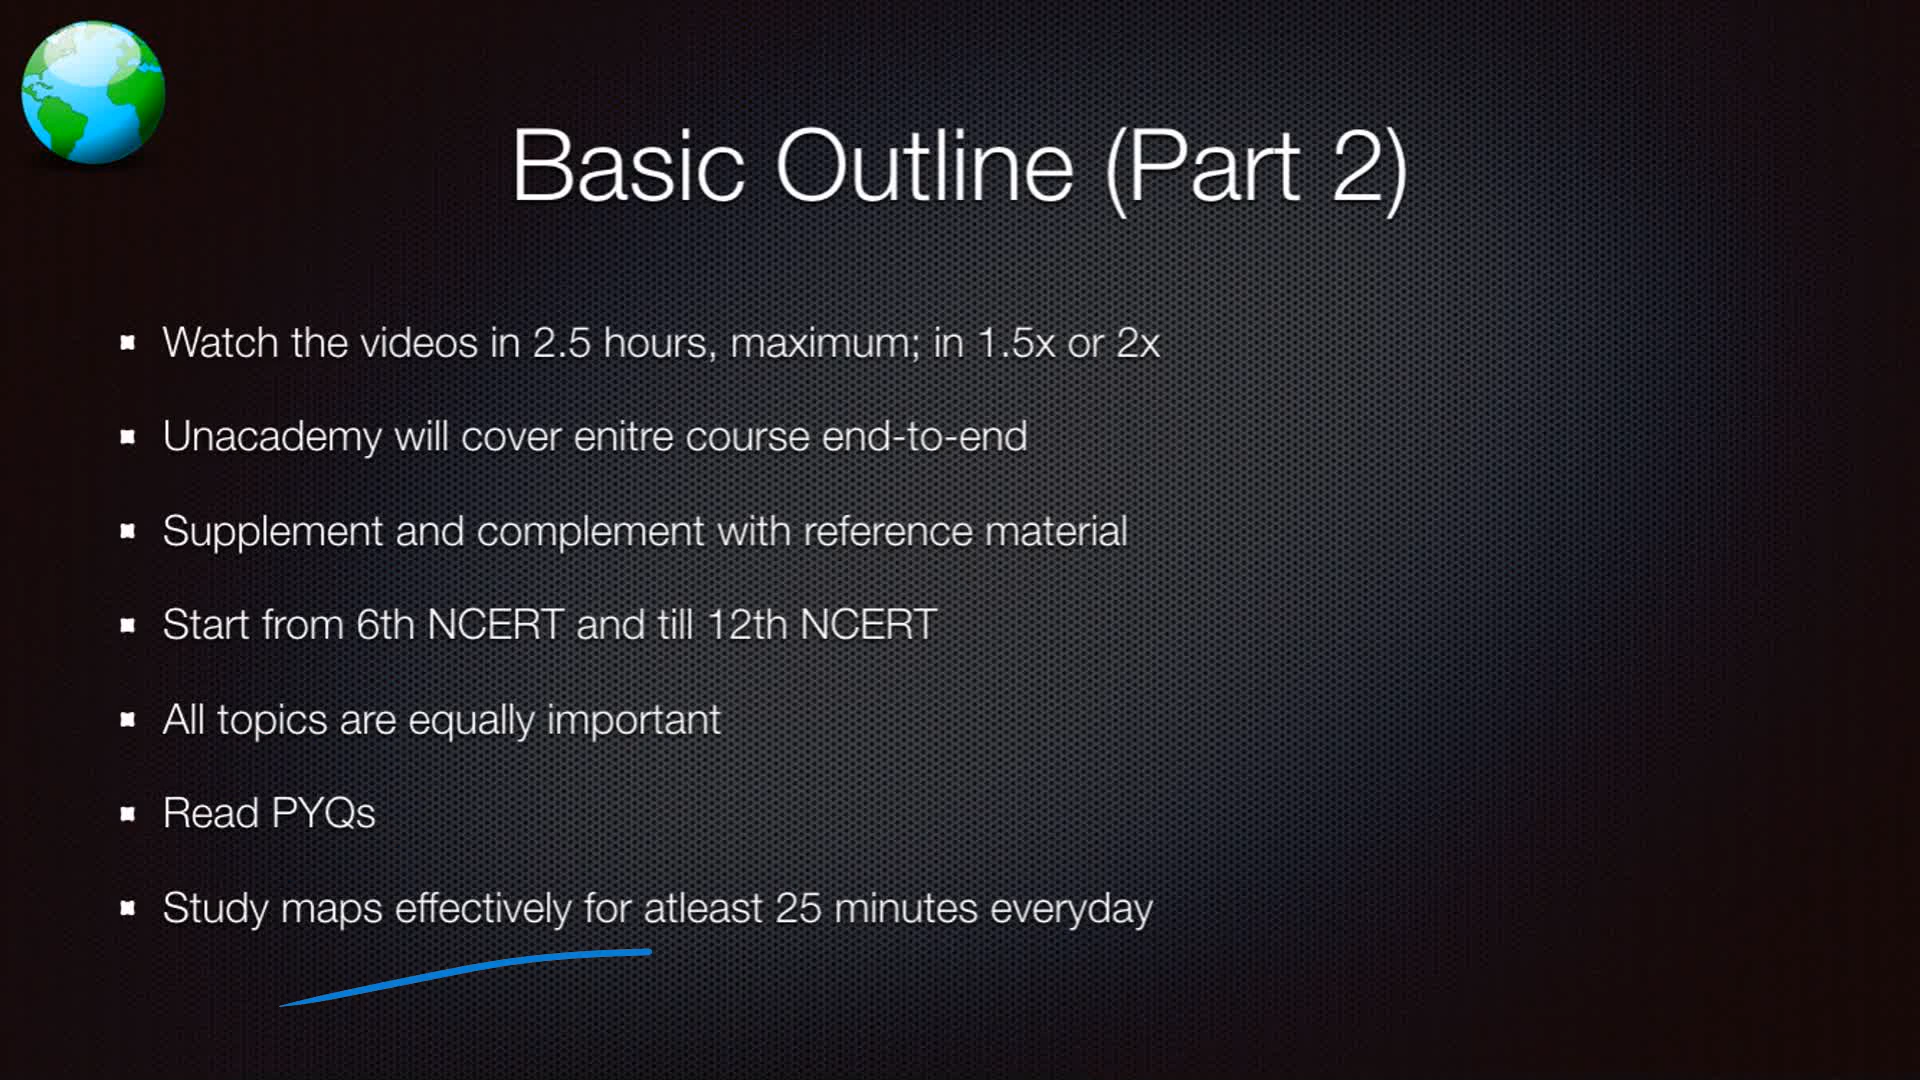 Basic Outline (Part 2)
Watch the videos in 2.5 hours, maximum; in 1.5x or 2x
Unacademy will cover enitre course end-to-end
Supplement and complement with reference material
Start from 6th NCERT and till 12th NCERT
All topics are equally important
Read PYQs
Study maps effectively for atleast 25 minutes everyday